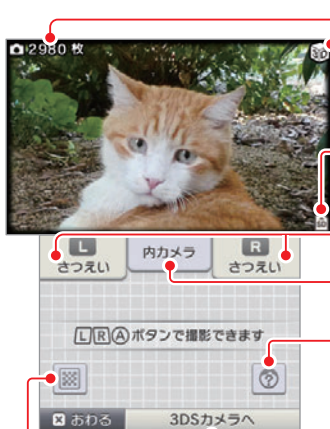 2980 枚
3D
L
さつえい
内カメラ
R
さつえい
LRAボタンで撮影できます
?
おわる
3DSカメラへ